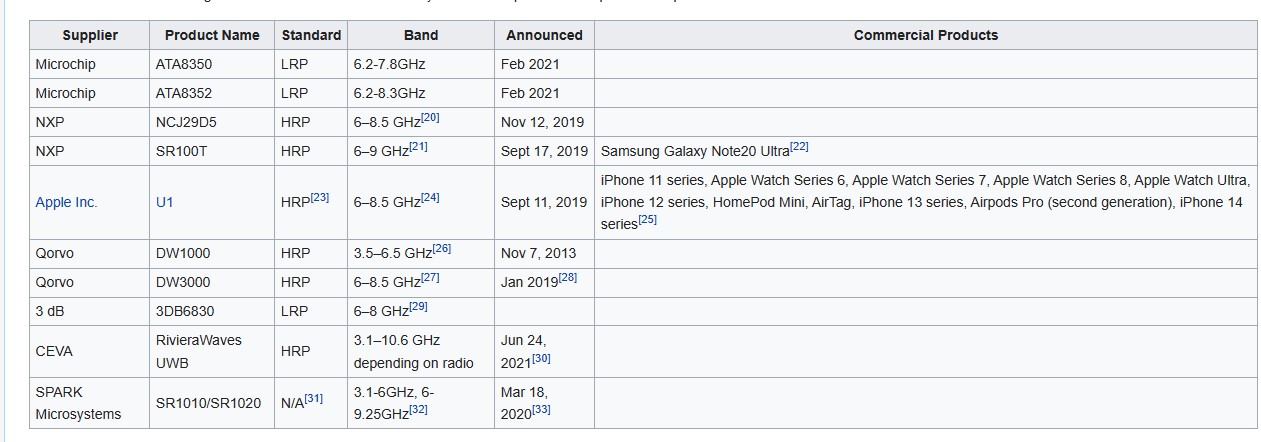 Supplier Product Name Standard Band Announced Commercial Products
Microchip ATA8350 LRP 6.2-7.8GHz Feb 2021
Microchip ATA8352 LRP 6.2-8.3GHz Feb 2021
NXP NCJ29D5 HRP 6–8.5 GHz[20] Nov 12, 2019
NXP SR100T HRP 6–9 GHz[21] Sept 17, 2019 Samsung Galaxy Note20 Ultra[22]
Apple Inc. U1 HRP[23] 6–8.5 GHz[24] Sept 11, 2019 iPhone 11 series, Apple Watch Series 6, Apple Watch Series 7, Apple Watch Series 8, Apple Watch Ultra,
iPhone 12 series, HomePod Mini, AirTag, iPhone 13 series, Airpods Pro (second generation), iPhone 14
series[25]
Qorvo DW1000 HRP 3.5–6.5 GHz[26] Nov 7, 2013
Qorvo DW3000 HRP 6–8.5 GHz[27] Jan 2019[28]
3 dB 3DB6830 LRP 6–8 GHz[29]
CEVA RivieraWaves
UWB HRP 3.1–10.6 GHz
depending on radio Jun 24,
2021[30]
SPARK
Microsystems SR1010/SR1020 N/A[31] 3.1-6GHz, 6-
9.25GHz[32] Mar 18,
2020[33]